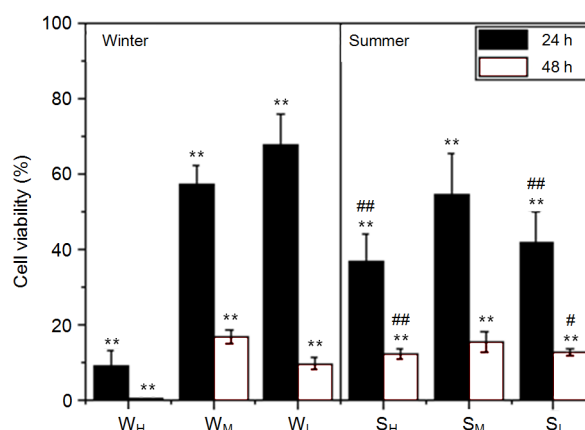 100
80
60
40
20
0
Cell viability (%)
Winter
Summer
24 h
48 h
**
**
**
**
**
**
##
**
##
**
**
**
##
**
#
**
W_H
W_M
W_L
S_H
S_M
S_L